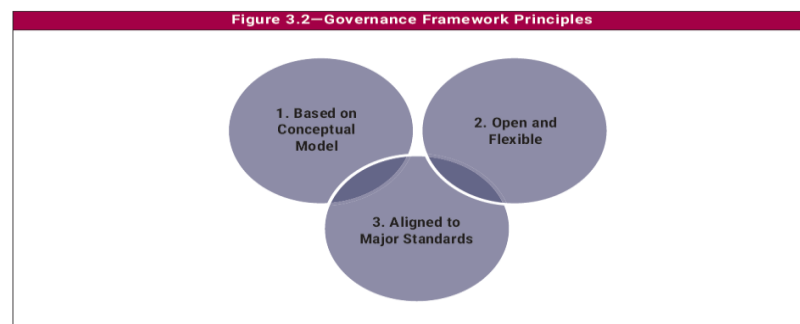 Figure 3.2—Governance Framework Principles
1. Based on
Conceptual
Model
2. Open and
Flexible
3. Aligned to
Major Standards